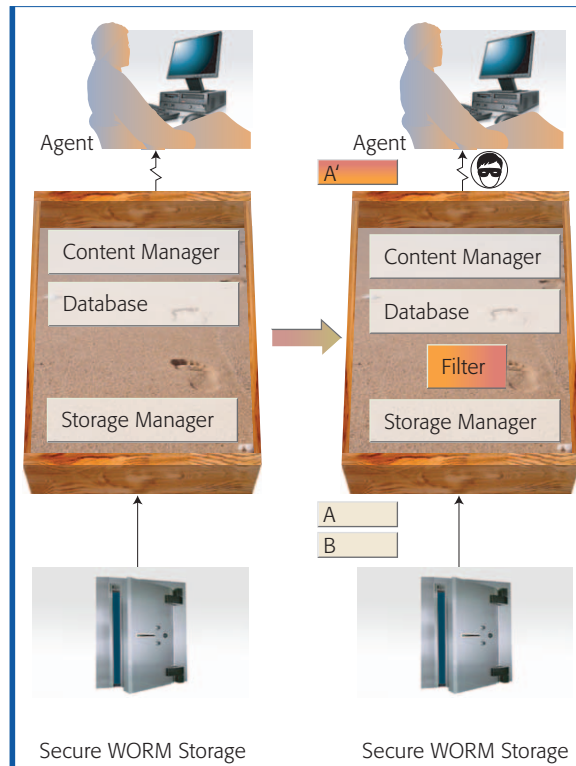 Agent
Content Manager
Database
Storage Manager
Secure WORM Storage
Agent
A'
Content Manager
Database
Filter
Storage Manager
A
B
Secure WORM Storage